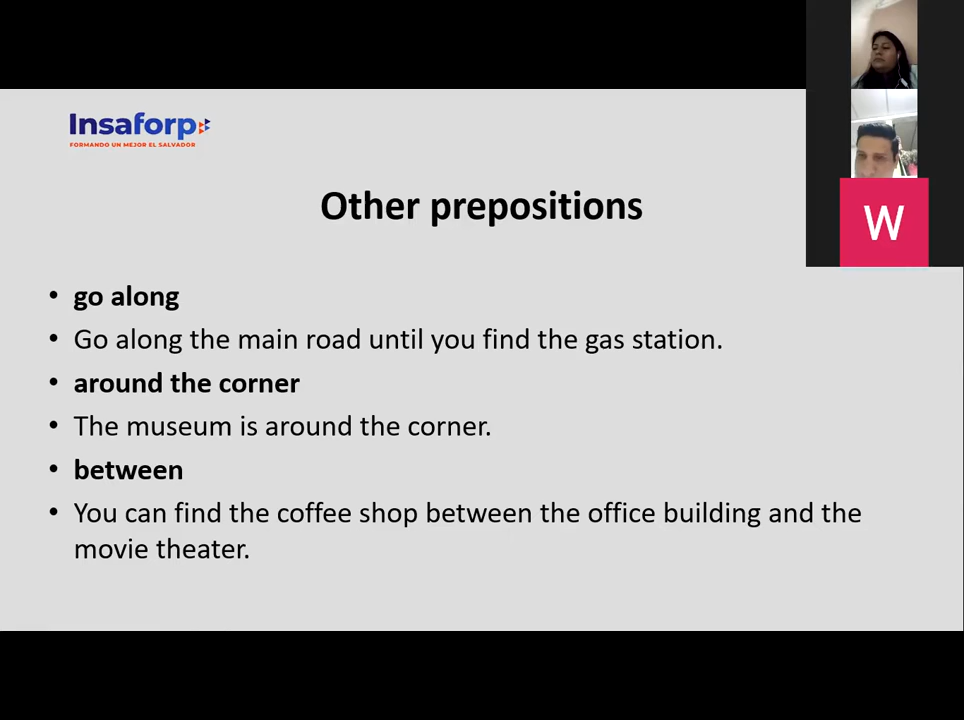 Insaforp
FORMANDO UN MEJOR EL SALVADOR
Other prepositions
• go along
• Go along the main road until you find the gas station.
• around the corner
• The museum is around the corner.
• between
• You can find the coffee shop between the office building and the
movie theater.
W